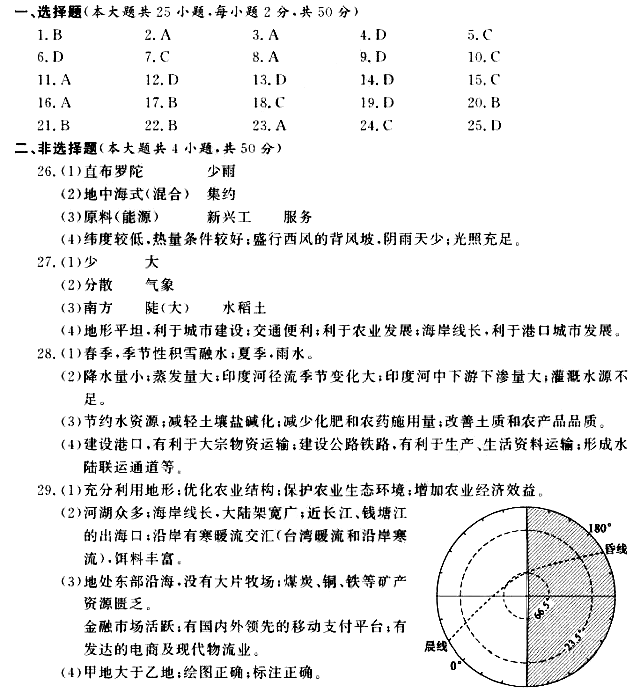 一、选择题(本大题共 25 小题,每小题 2 分,共 50 分)
1. B 2. A 3. A 4. D 5. C
6. D 7. C 8. A 9. D 10. C
11. A 12. D 13. D 14. D 15. C
16. A 17. B 18. C 19. D 20. B
21. B 22. B 23. A 24. C 25. D
二、非选择题(本大题共 4 小题,共 50 分)
26. (1)直布罗陀 少雨
(2)地中海式(混合) 集约
(3)原料(能源) 新兴工 服务
(4)纬度较低,热量条件较好;盛行西风的背风坡,阴雨天少;光照充足。
27. (1)少 大
(2)分散 气象
(3)南方 陡(大) 水稻土
(4)地形平坦,利于城市建设;交通便利;利于农业发展;海岸线长,利于港口城市发展。
28. (1)春季,季节性积雪融水;夏季,雨水。
(2)降水量小;蒸发量大;印度河径流季节变化大;印度河中下游下渗量大;灌溉水源不
足。
(3)节约水资源;减轻土壤盐碱化;减少化肥和农药施用量;改善土质和农产品品质。
(4)建设港口,有利于大宗物资运输;建设公路铁路,有利于生产、生活资料运输;形成水
陆联运通道等。
29. (1)充分利用地形;优化农业结构;保护农业生态环境;增加农业经济效益。
(2)河湖众多;海岸线长,大陆架宽广;近长江、钱塘江
的出海口;沿岸有寒暖流交汇(台湾暖流和沿岸寒
流),饵料丰富。
(3)地处东部沿海,没有大片牧场;煤炭、铜、铁等矿产
资源匮乏。
金融市场活跃;有国内外领先的移动支付平台;有
发达的电商及现代物流业。
(4)甲地大于乙地;绘图正确;标注正确。
180°
昏线
66.5°
23.5°
晨线
0°